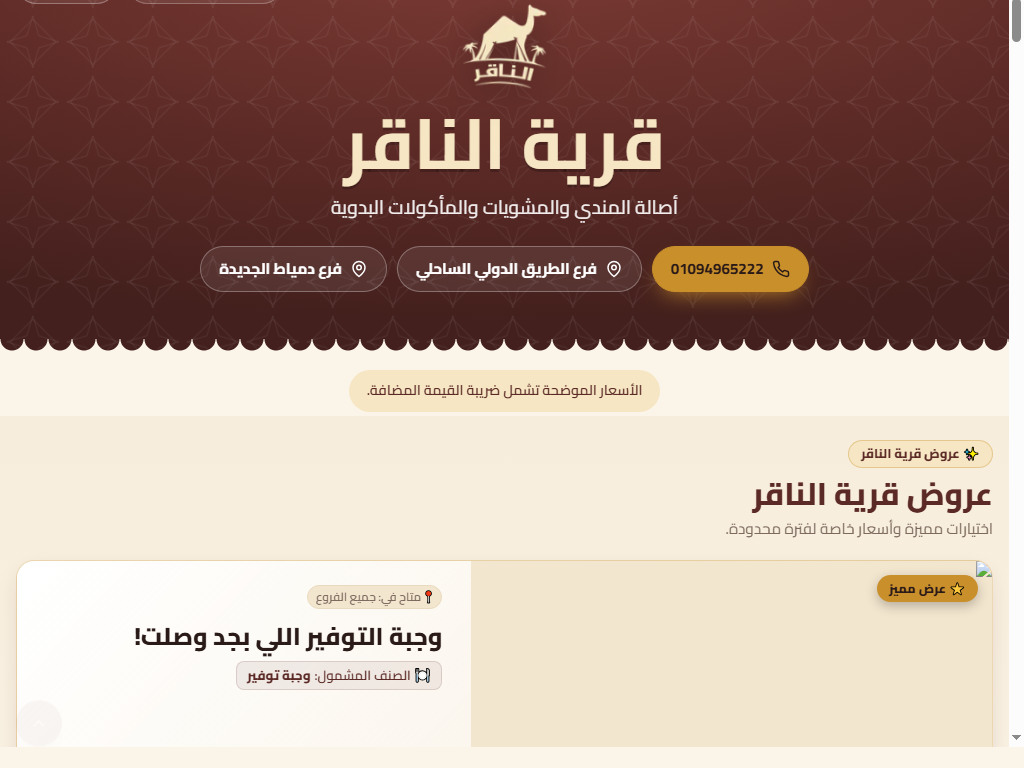 الناقر
قرية الناقر
أصالة المندي والمشويات والمأكولات البدوية
01094965222
فرع الطريق الدولي الساحلي
فرع دمياط الجديدة
الأسعار الموضحة تشمل ضريبة القيمة المضافة.
✨ عروض قرية الناقر
عروض قرية الناقر
اختيارات مميزة وأسعار خاصة لفترة محدودة.
عرض مميز
📍 متاح في: جميع الفروع
وجبة التوفير اللي بجد وصلت!
🍽 الصنف المشمول: وجبة توفير